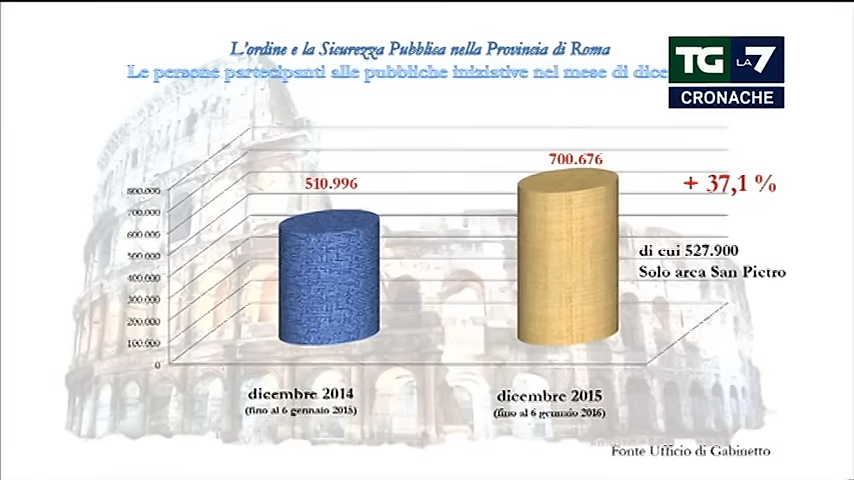 L'ordine e la Sicurezza Pubblica nella Provincia di Roma
Le persone partecipanti alle pubbliche iniziative nel mese di dice
TG LA 7
CRONACHE
700.676
510.996
+ 37,1 %
800.000
700.000
600.000
500.000
400.000
300.000
200.000
100.000
0
di cui 527.900
Solo area San Pietro
dicembre 2014
(fino al 6 gennaio 2015)
dicembre 2015
(fino al 6 gennaio 2016)
Fonte Ufficio di Gabinetto